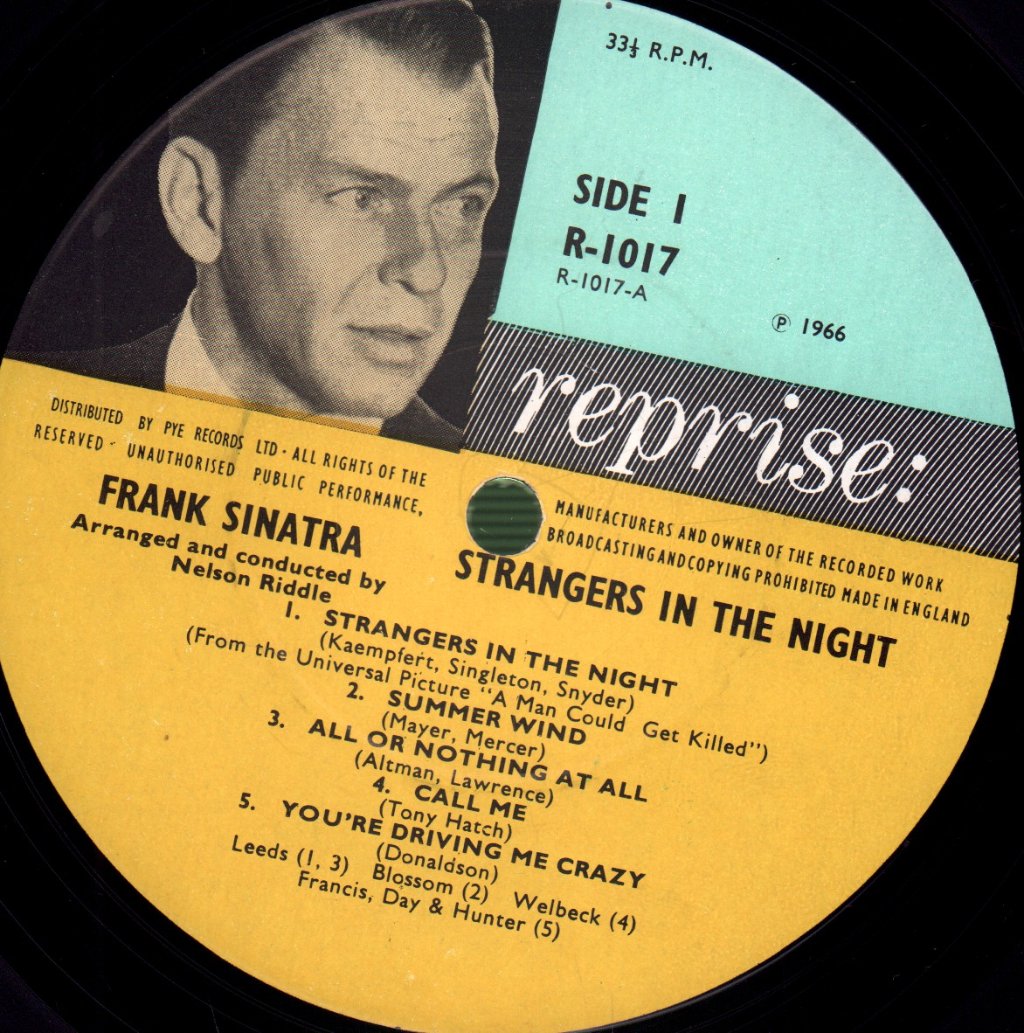 33⅓ R.P.M.
SIDE 1
R-1017
R-1017-A
Ⓟ 1966
reprise:
DISTRIBUTED BY PYE RECORDS LTD · ALL RIGHTS OF THE
MANUFACTURERS AND OWNER OF THE RECORDED WORK
RESERVED · UNAUTHORISED PUBLIC PERFORMANCE,
BROADCASTING AND COPYING PROHIBITED MADE IN ENGLAND
FRANK SINATRA
STRANGERS IN THE NIGHT
Arranged and conducted by
Nelson Riddle
1. STRANGERS IN THE NIGHT
(Kaempfert, Singleton, Snyder)
(From the Universal Picture "A Man Could Get Killed")
2. SUMMER WIND
(Mayer, Mercer)
3. ALL OR NOTHING AT ALL
(Altman, Lawrence)
4. CALL ME
(Tony Hatch)
5. YOU'RE DRIVING ME CRAZY
(Donaldson)
Leeds (1, 3) Blossom (2) Welbeck (4)
Francis, Day & Hunter (5)